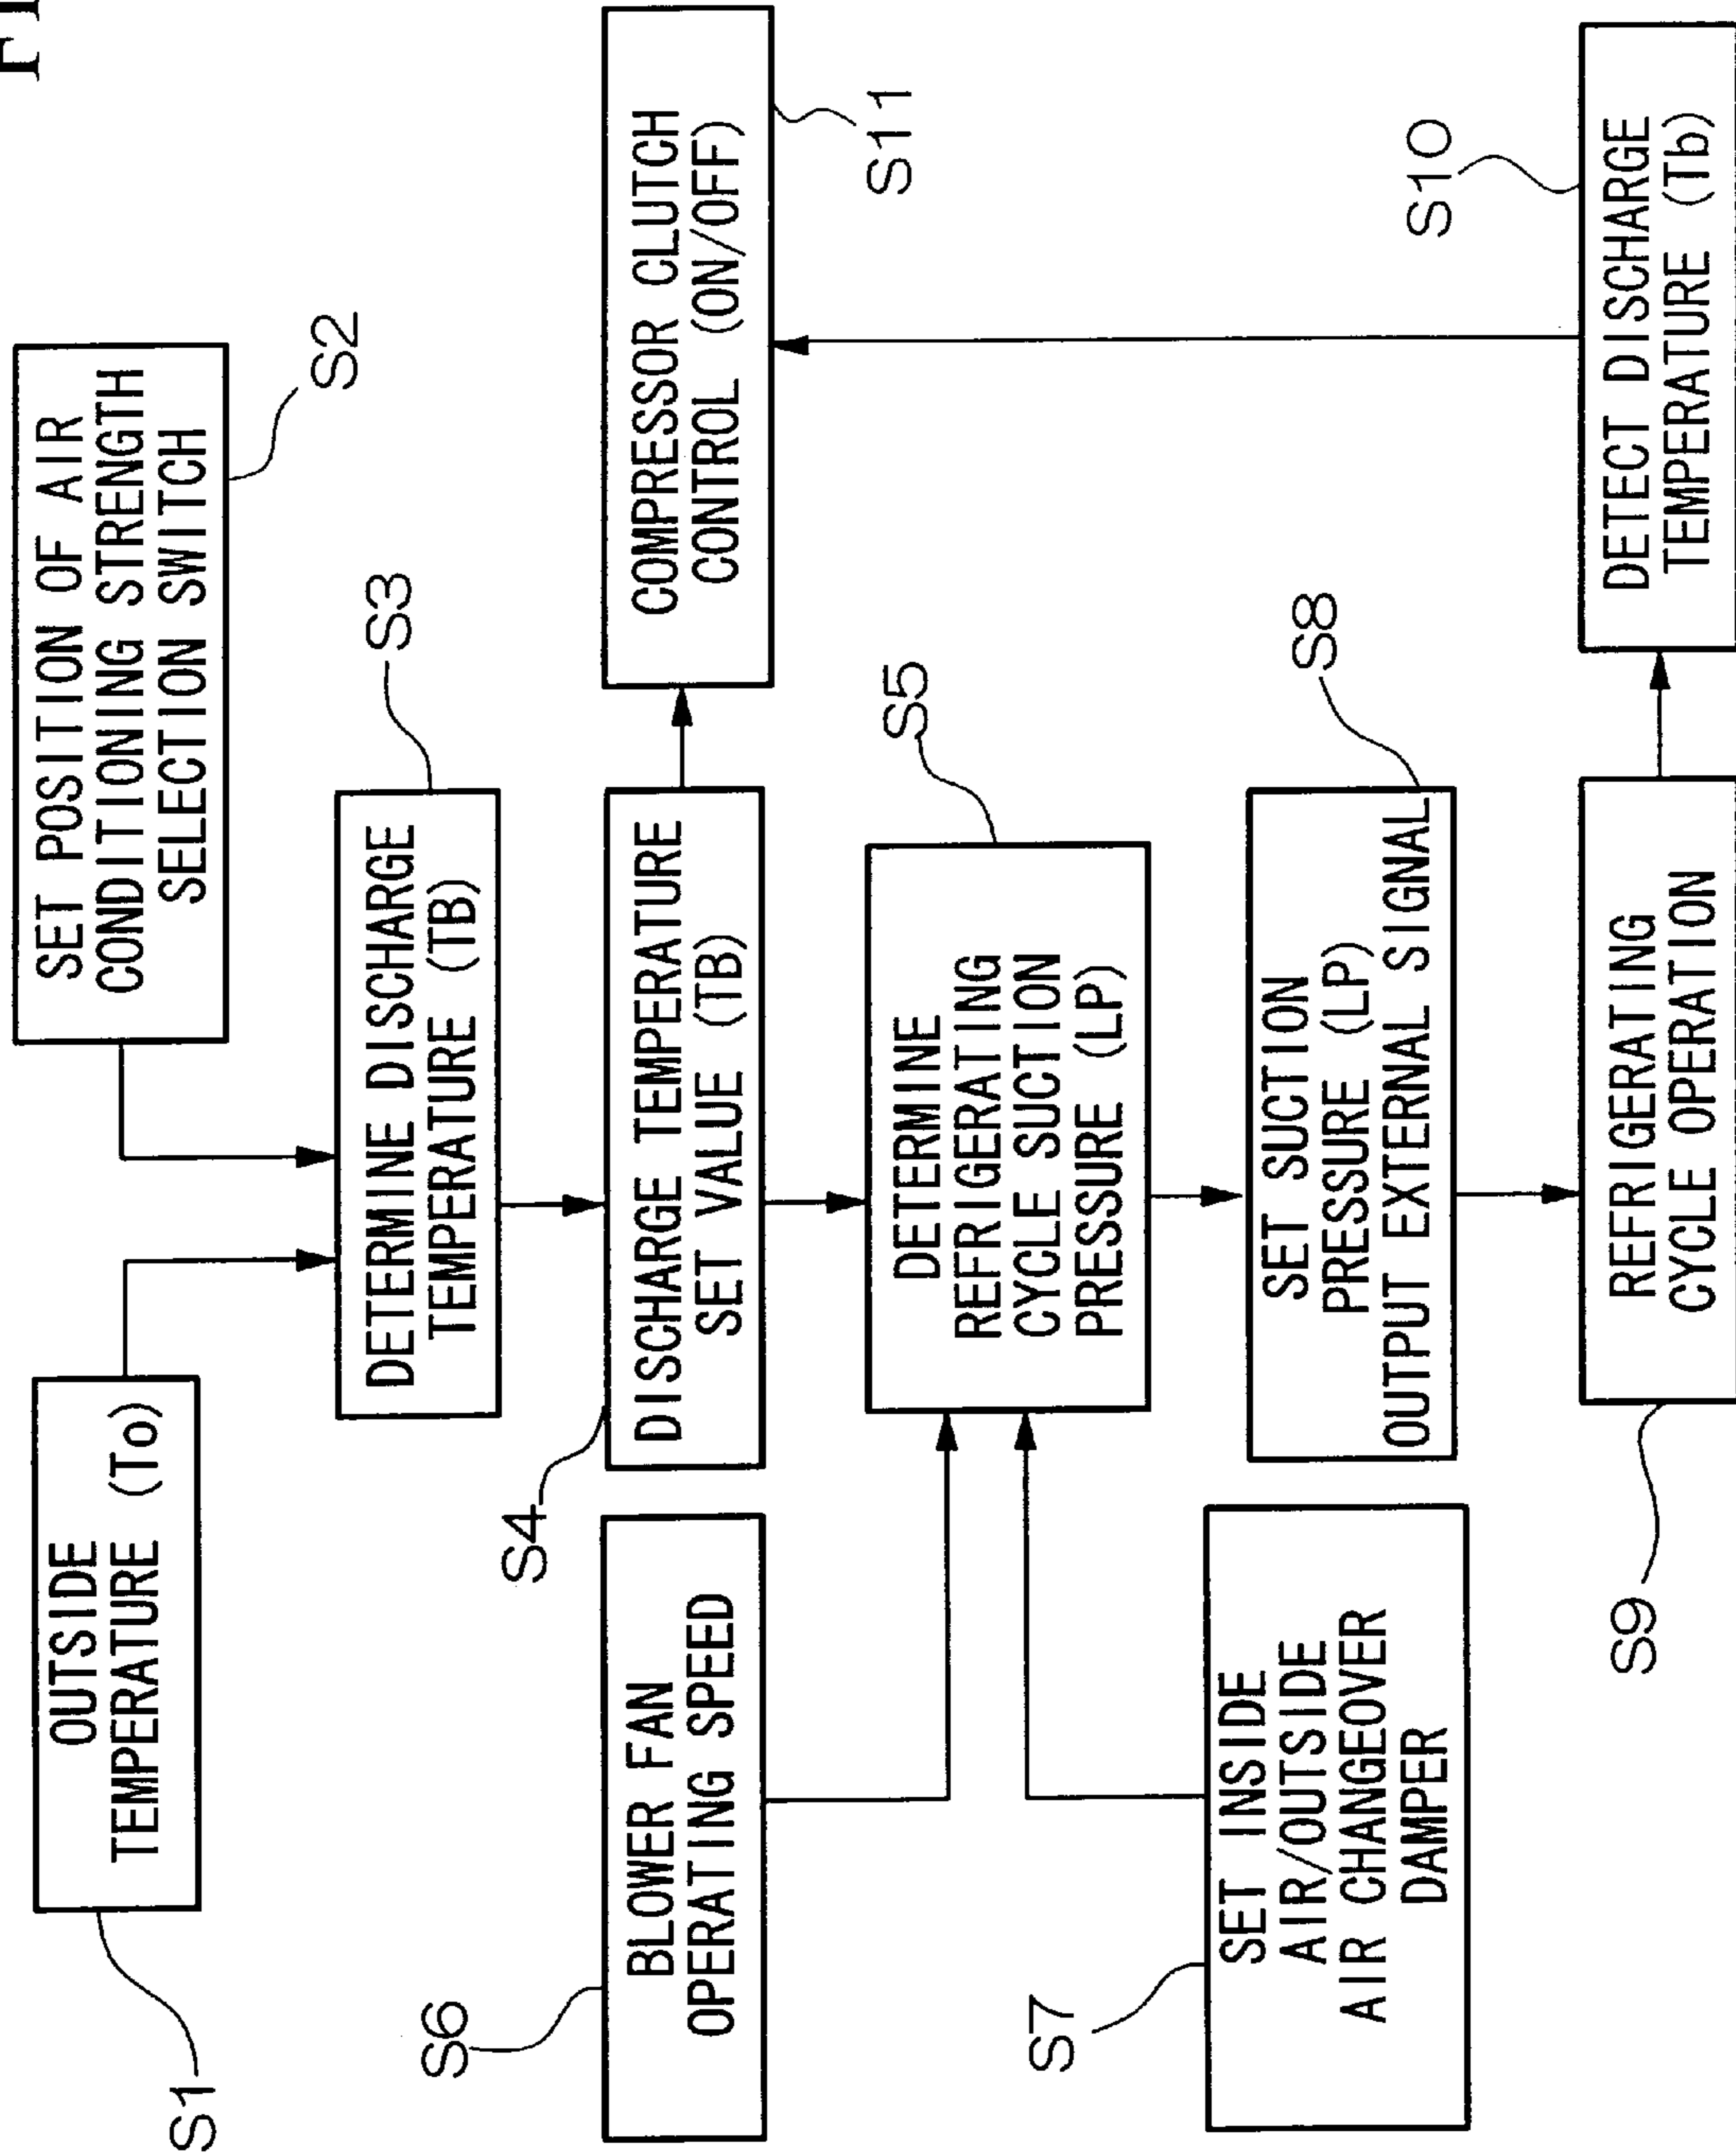 OUTSIDE
TEMPERATURE (To)
S1
SET POSITION OF AIR
CONDITIONING STRENGTH
SELECTION SWITCH
S2
DETERMINE DISCHARGE
TEMPERATURE (TB)
S3
DISCHARGE TEMPERATURE
SET VALUE (TB)
S4
COMPRESSOR CLUTCH
CONTROL (ON/OFF)
S11
BLOWER FAN
OPERATING SPEED
S6
DETERMINE
REFRIGERATING
CYCLE SUCTION
PRESSURE (LP)
S5
SET INSIDE
AIR/OUTSIDE
AIR CHANGEOVER
DAMPER
S7
SET SUCTION
PRESSURE (LP)
OUTPUT EXTERNAL SIGNAL
S8
REFRIGERATING
CYCLE OPERATION
S9
DETECT DISCHARGE
TEMPERATURE (Tb)
S10